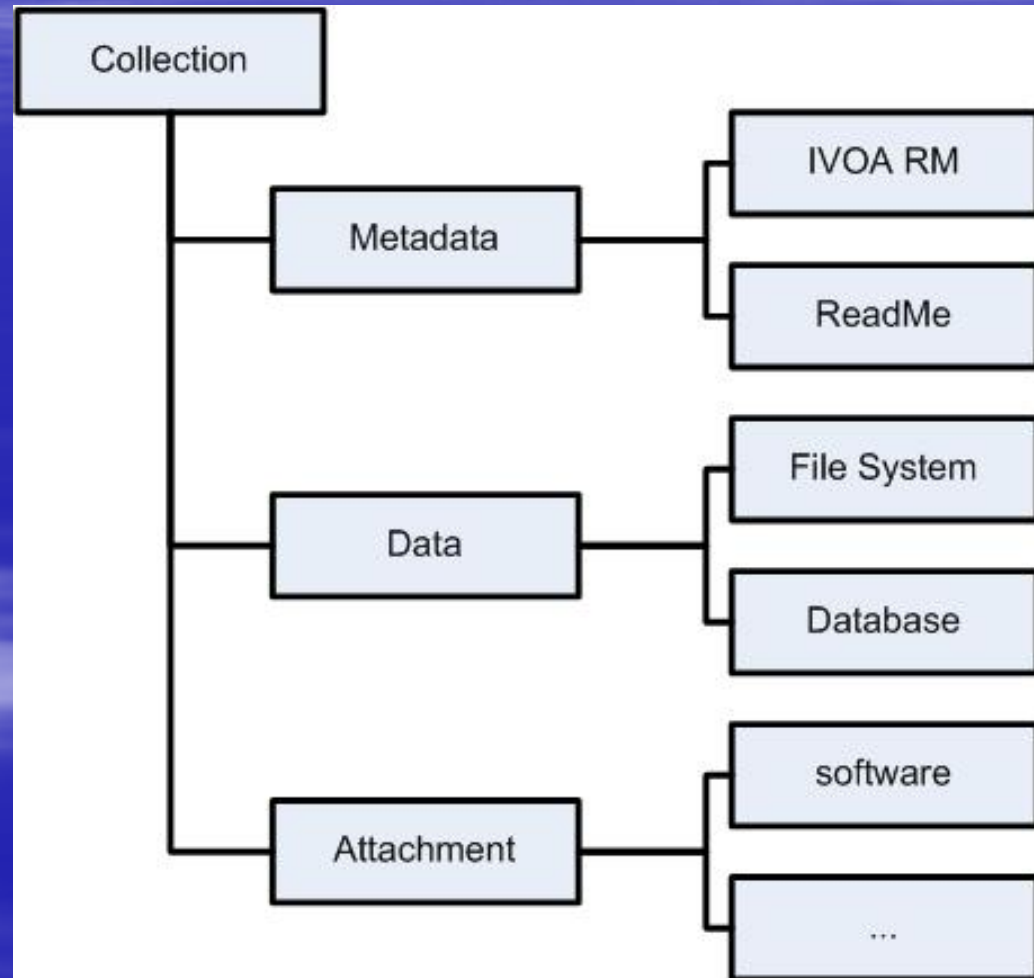 Collection
Metadata
IVOA RM
ReadMe
Data
File System
Database
Attachment
software
...